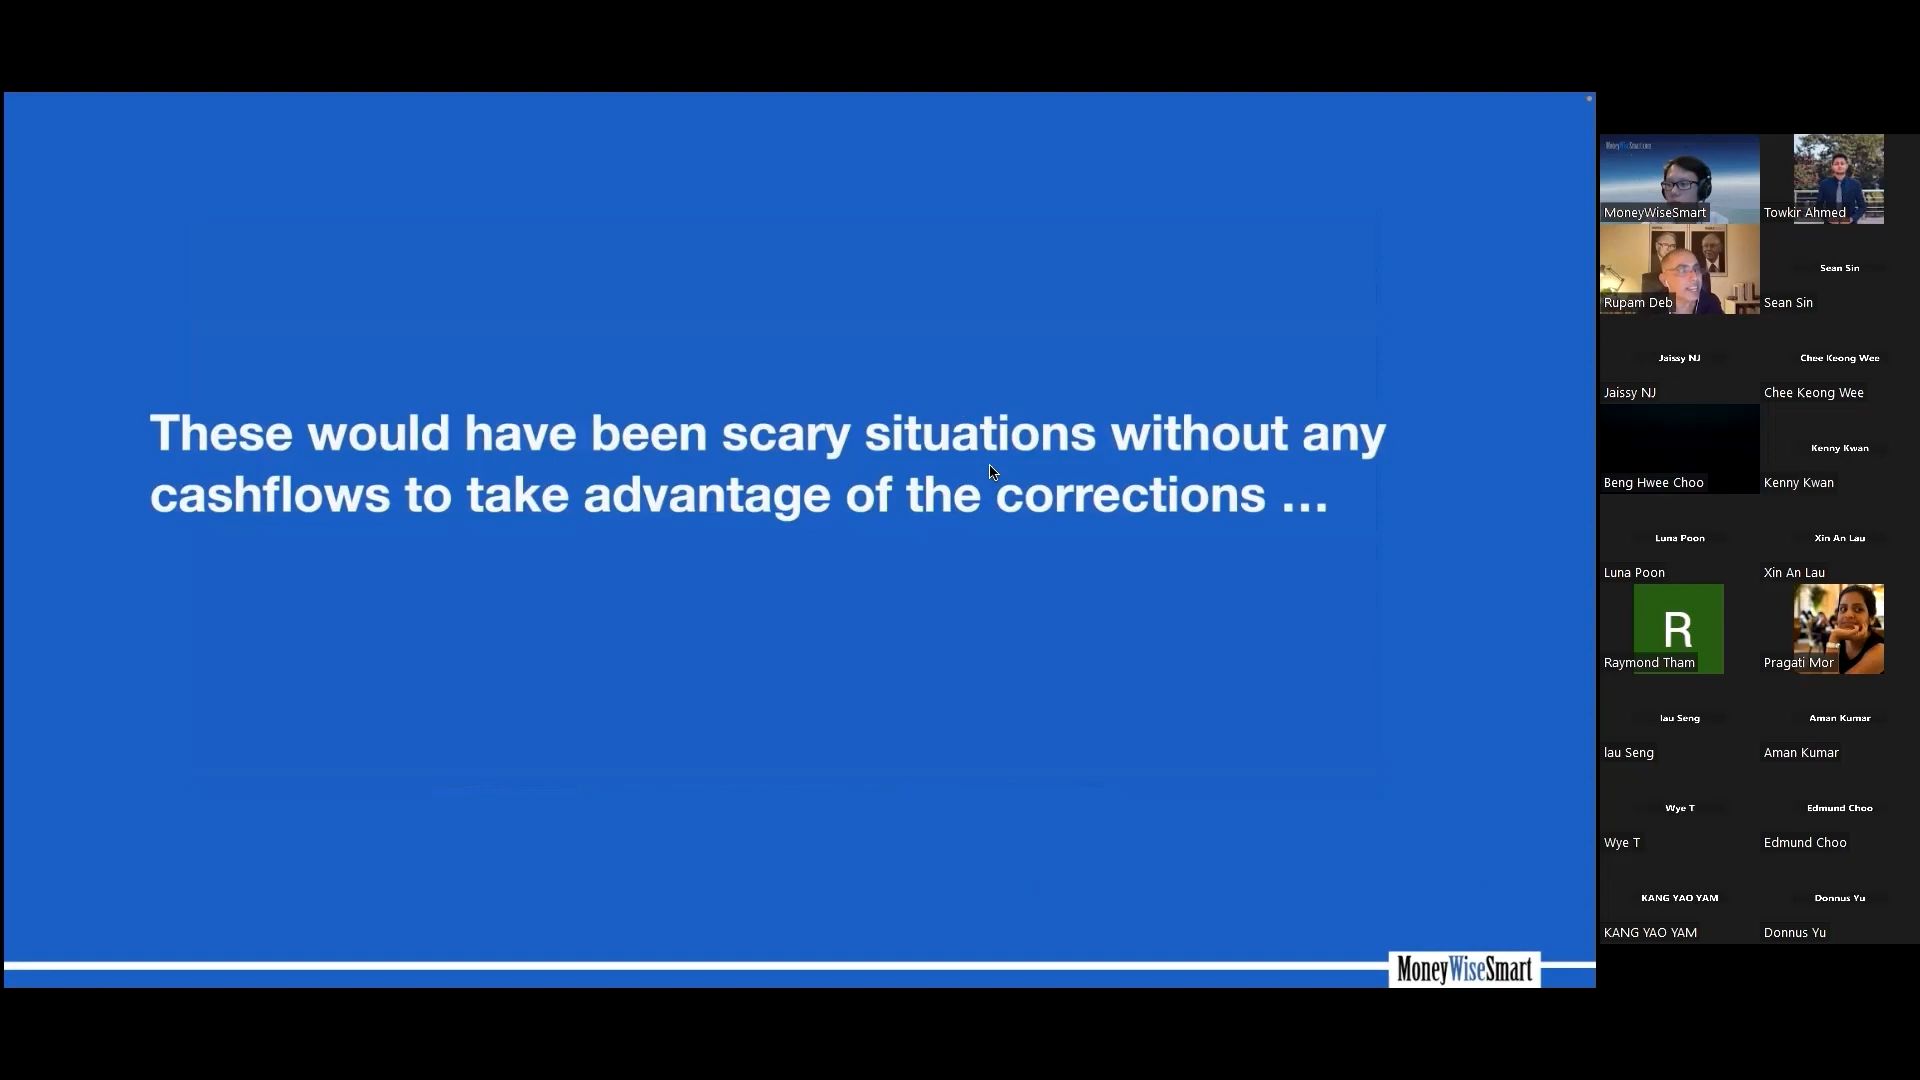 These would have been scary situations without any
cashflows to take advantage of the corrections ...
MoneyWiseSmart
MoneyWiseSmart.com
MoneyWiseSmart
Towkir Ahmed
Rupam Deb
Sean Sin
Sean Sin
Jaissy NJ
Jaissy NJ
Chee Keong Wee
Chee Keong Wee
Beng Hwee Choo
Kenny Kwan
Kenny Kwan
Luna Poon
Luna Poon
Xin An Lau
Xin An Lau
R
Raymond Tham
Pragati Mor
lau Seng
lau Seng
Aman Kumar
Aman Kumar
Wye T
Wye T
Edmund Choo
Edmund Choo
KANG YAO YAM
KANG YAO YAM
Donnus Yu
Donnus Yu